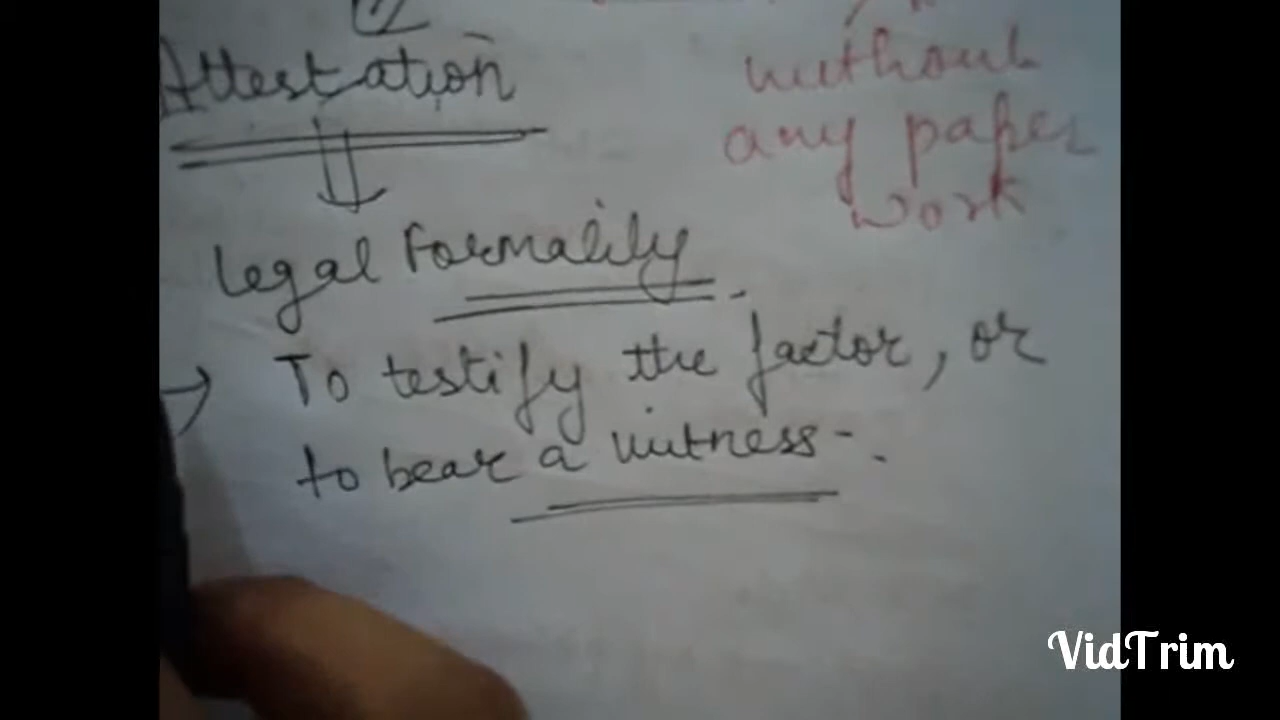 Attestation
without
any paper
work
legal Formality
→ To testify the factor, or
to bear a witness-.
VidTrim